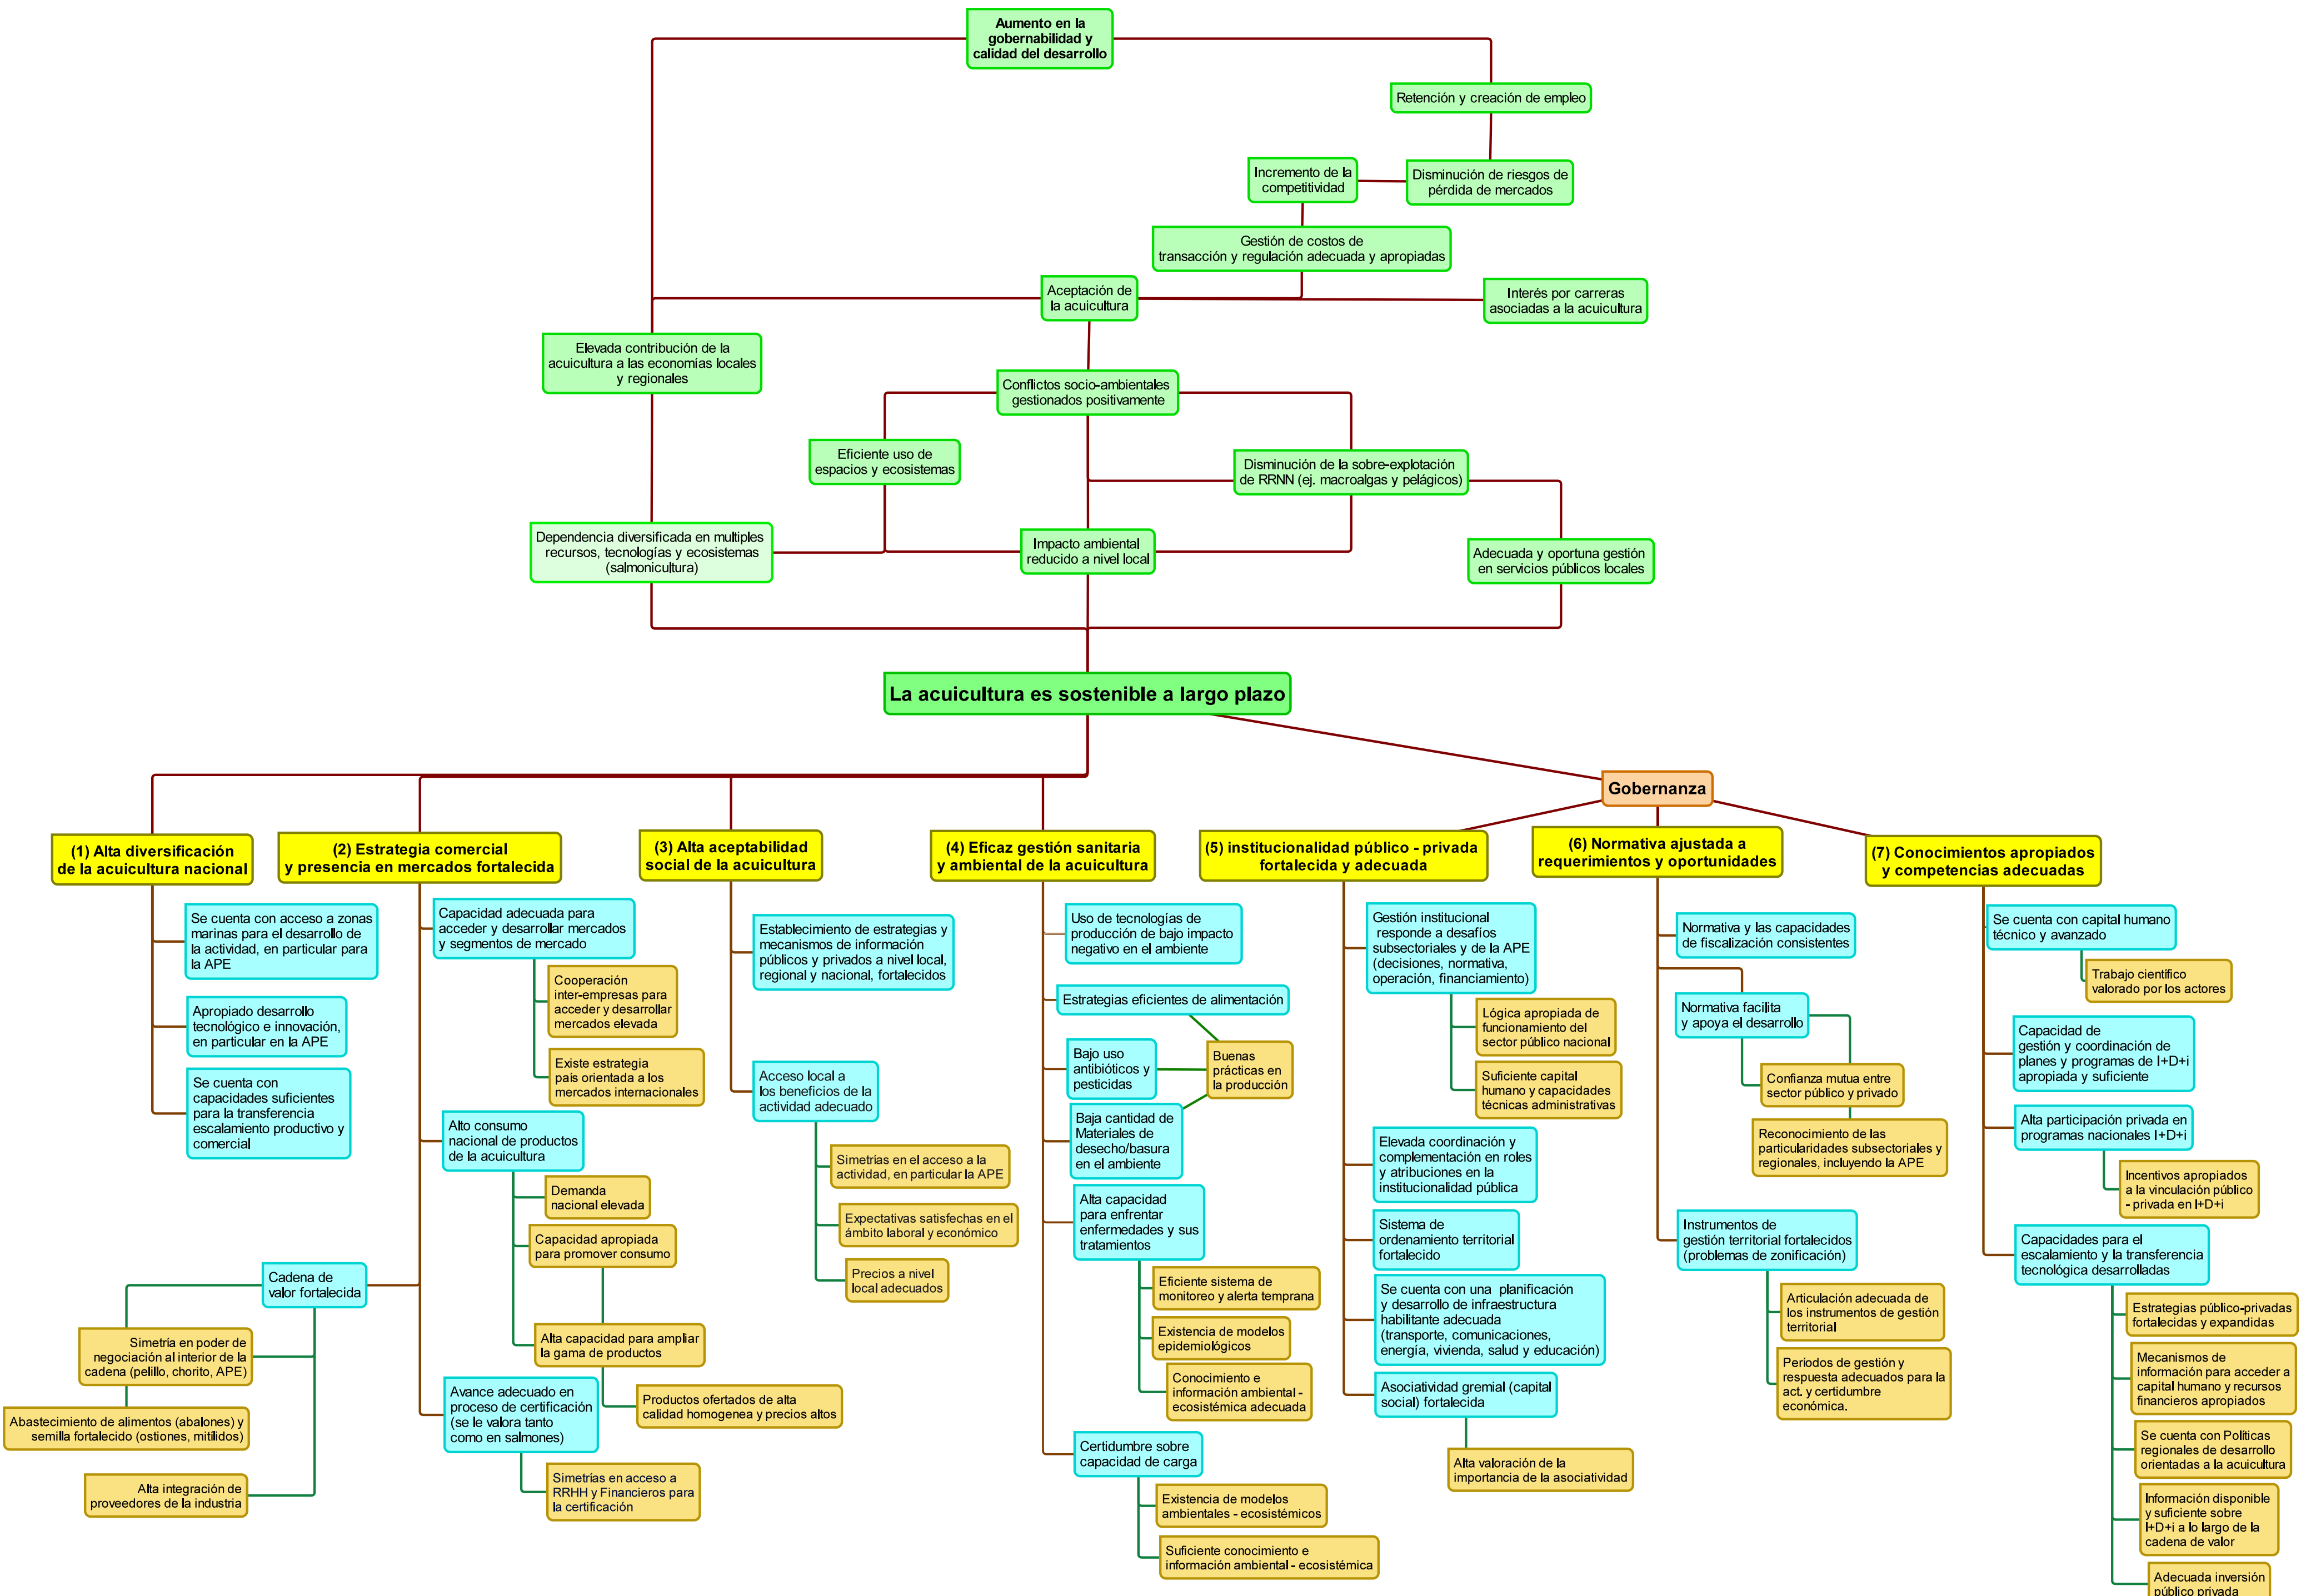 Aumento en la
gobernabilidad y
calidad del desarrollo
Retención y creación de empleo
Incremento de la
competitividad
Disminución de riesgos de
pérdida de mercados
Gestión de costos de
transacción y regulación adecuada y apropiadas
Aceptación de
la acuicultura
Interés por carreras
asociadas a la acuicultura
Elevada contribución de la
acuicultura a las economías locales
y regionales
Conflictos socio-ambientales
gestionados positivamente
Eficiente uso de
espacios y ecosistemas
Disminución de la sobre-explotación
de RRNN (ej. macroalgas y pelágicos)
Dependencia diversificada en multiples
recursos, tecnologías y ecosistemas
(salmonicultura)
Impacto ambiental
reducido a nivel local
Adecuada y oportuna gestión
en servicios públicos locales
La acuicultura es sostenible a largo plazo
Gobernanza
(1) Alta diversificación
de la acuicultura nacional
Se cuenta con acceso a zonas
marinas para el desarrollo de
la actividad, en particular para
la APE
Apropiado desarrollo
tecnológico e innovación,
en particular en la APE
Se cuenta con
capacidades suficientes
para la transferencia
escalamiento productivo y
comercial
(2) Estrategia comercial
y presencia en mercados fortalecida
Capacidad adecuada para
acceder y desarrollar mercados
y segmentos de mercado
Cooperación
inter-empresas para
acceder y desarrollar
mercados elevada
Existe estrategia
país orientada a los
mercados internacionales
Alto consumo
nacional de productos
de la acuicultura
Demanda
nacional elevada
Capacidad apropiada
para promover consumo
Alta capacidad para ampliar
la gama de productos
Productos ofertados de alta
calidad homogenea y precios altos
Cadena de
valor fortalecida
Simetría en poder de
negociación al interior de la
cadena (pelillo, chorito, APE)
Abastecimiento de alimentos (abalones) y
semilla fortalecido (ostiones, mitílidos)
Alta integración de
proveedores de la industria
Avance adecuado en
proceso de certificación
(se le valora tanto
como en salmones)
Simetrías en acceso a
RRHH y Financieros para
la certificación
(3) Alta aceptabilidad
social de la acuicultura
Establecimiento de estrategias y
mecanismos de información
públicos y privados a nivel local,
regional y nacional, fortalecidos
Acceso local a
los beneficios de la
actividad adecuado
Simetrías en el acceso a la
actividad, en particular la APE
Expectativas satisfechas en el
ámbito laboral y económico
Precios a nivel
local adecuados
(4) Eficaz gestión sanitaria
y ambiental de la acuicultura
Uso de tecnologías de
producción de bajo impacto
negativo en el ambiente
Estrategias eficientes de alimentación
Bajo uso
antibióticos y
pesticidas
Buenas
prácticas en
la producción
Baja cantidad de
Materiales de
desecho/basura
en el ambiente
Alta capacidad
para enfrentar
enfermedades y sus
tratamientos
Eficiente sistema de
monitoreo y alerta temprana
Existencia de modelos
epidemiológicos
Conocimiento e
información ambiental -
ecosistémica adecuada
Certidumbre sobre
capacidad de carga
Existencia de modelos
ambientales - ecosistémicos
Suficiente conocimiento e
información ambiental - ecosistémica
(5) institucionalidad público - privada
fortalecida y adecuada
Gestión institucional
responde a desafíos
subsectoriales y de la APE
(decisiones, normativa,
operación, financiamiento)
Lógica apropiada de
funcionamiento del
sector público nacional
Suficiente capital
humano y capacidades
técnicas administrativas
Elevada coordinación y
complementación en roles
y atribuciones en la
institucionalidad pública
Sistema de
ordenamiento territorial
fortalecido
Se cuenta con una planificación
y desarrollo de infraestructura
habilitante adecuada
(transporte, comunicaciones,
energía, vivienda, salud y educación)
Asociatividad gremial (capital
social) fortalecida
Alta valoración de la
importancia de la asociatividad
(6) Normativa ajustada a
requerimientos y oportunidades
Normativa y las capacidades
de fiscalización consistentes
Normativa facilita
y apoya el desarrollo
Confianza mutua entre
sector público y privado
Reconocimiento de las
particularidades subsectoriales y
regionales, incluyendo la APE
Instrumentos de
gestión territorial fortalecidos
(problemas de zonificación)
Articulación adecuada de
los instrumentos de gestión
territorial
Períodos de gestión y
respuesta adecuados para la
act. y certidumbre
económica.
(7) Conocimientos apropiados
y competencias adecuadas
Se cuenta con capital humano
técnico y avanzado
Trabajo científico
valorado por los actores
Capacidad de
gestión y coordinación de
planes y programas de I+D+i
apropiada y suficiente
Alta participación privada en
programas nacionales I+D+i
Incentivos apropiados
a la vinculación público
- privada en I+D+i
Capacidades para el
escalamiento y la transferencia
tecnológica desarrolladas
Estrategias público-privadas
fortalecidas y expandidas
Mecanismos de
información para acceder a
capital humano y recursos
financieros apropiados
Se cuenta con Políticas
regionales de desarrollo
orientadas a la acuicultura
Información disponible
y suficiente sobre
I+D+i a lo largo de la
cadena de valor
Adecuada inversión
público privada